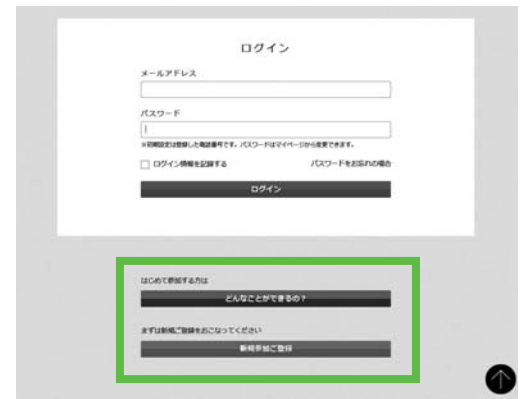 ログイン
メールアドレス
パスワード
※初期設定は登録した電話番号です。パスワードはマイページから変更できます。
ログイン情報を記録する
パスワードをお忘れの場合
ログイン
はじめて参加する方は
どんなことができるの？
まずは新規ご登録をおこなってください
新規参加ご登録